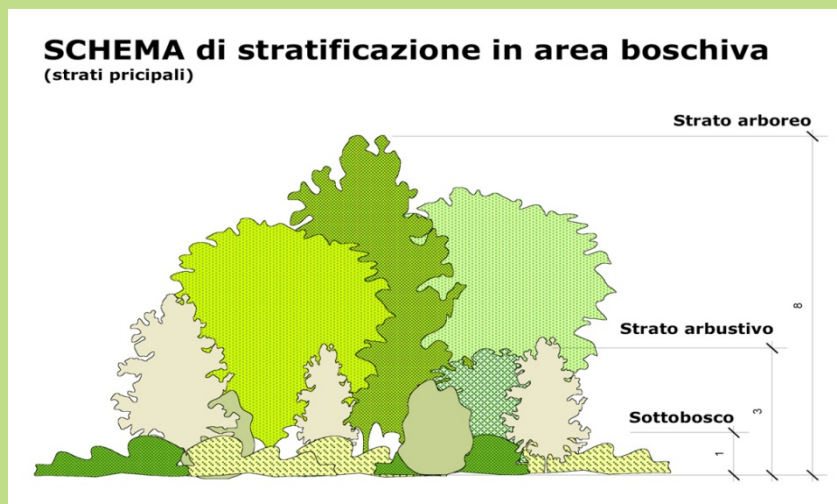 SCHEMA di stratificazione in area boschiva
(strati pricipali)
Strato arboreo
8
Strato arbustivo
3
Sottobosco
1